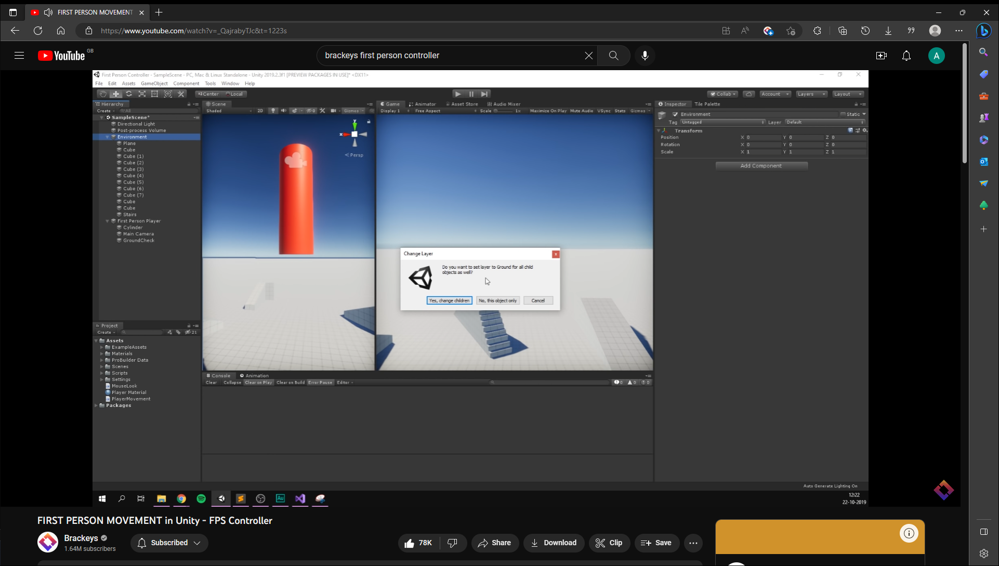 FIRST PERSON MOVEMENT
https://www.youtube.com/watch?v=_QajrabyTJc&t=1223s
YouTube GB
brackeys first person controller
A
First Person Controller - SampleScene - PC, Mac & Linux Standalone - Unity 2019.2.3f1 [PREVIEW PACKAGES IN USE]* <DX11>
File Edit Assets GameObject Component Tools Window Help
Center Local
Collab Account Layers Layout
Hierarchy
Create All
SampleScene*
Directional Light
Post-process Volume
Environment
Plane
Cube
Cube (1)
Cube (2)
Cube (3)
Cube (4)
Cube (5)
Cube (6)
Cube (7)
Cube
Cube
Stairs
First Person Player
Cylinder
Main Camera
GroundCheck
Scene
Shaded 2D 0 Gizmos
y
x
Persp
Game Animator Asset Store Audio Mixer
Display 1 Free Aspect Scale 1x Maximize On Play Mute Audio VSync Stats Gizmos
Change Layer
Do you want to set layer to Ground for all child
objects as well?
Yes, change children No, this object only Cancel
Inspector Tile Palette
Environment Static
Tag Untagged Layer Default
Transform
Position X 0 Y 0 Z 0
Rotation X 0 Y 0 Z 0
Scale X 1 Y 1 Z 1
Add Component
Project
Create 21
Assets
ExampleAssets
Materials
ProBuilder Data
Scenes
Scripts
Settings
MouseLook
Player Material
PlayerMovement
Packages
Console Animation
Clear Collapse Clear on Play Clear on Build Error Pause Editor 0 0 0
Auto Generate Lighting On
Au
12:22
22-10-2019
FIRST PERSON MOVEMENT in Unity - FPS Controller
Brackeys
1.64M subscribers
Subscribed
78K Share Download Clip Save